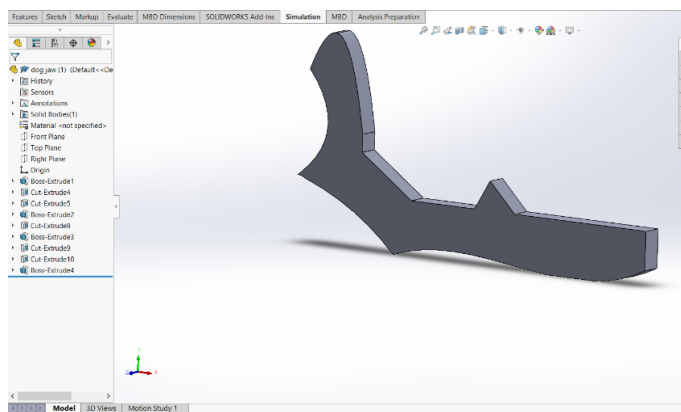 Features Sketch Markup Evaluate MBD Dimensions SOLIDWORKS Add-Ins Simulation MBD Analysis Preparation
dog jaw (1) (Default<<De
History
Sensors
Annotations
Solid Bodies(1)
Material <not specified>
Front Plane
Top Plane
Right Plane
Origin
Boss-Extrude1
Cut-Extrude4
Cut-Extrude5
Boss-Extrude2
Cut-Extrude8
Boss-Extrude3
Cut-Extrude9
Cut-Extrude10
Boss-Extrude4
Model 3D Views Motion Study 1